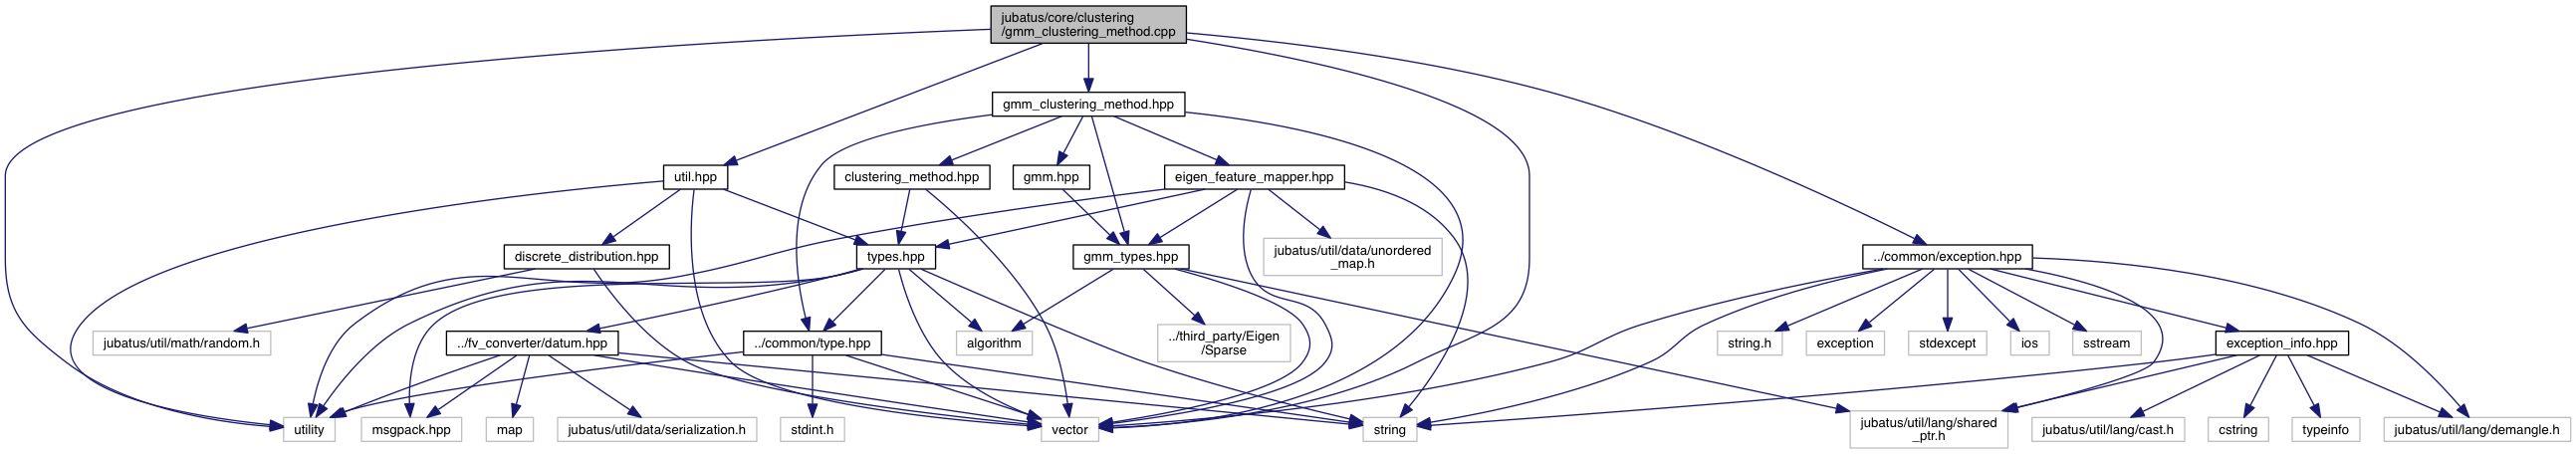 jubatus/core/clustering
/gmm_clustering_method.cpp
gmm_clustering_method.hpp
util.hpp
clustering_method.hpp
gmm.hpp
eigen_feature_mapper.hpp
discrete_distribution.hpp
types.hpp
gmm_types.hpp
jubatus/util/data/unordered
_map.h
../common/exception.hpp
jubatus/util/math/random.h
../fv_converter/datum.hpp
../common/type.hpp
algorithm
../third_party/Eigen
/Sparse
string.h
exception
stdexcept
ios
sstream
exception_info.hpp
utility
msgpack.hpp
map
jubatus/util/data/serialization.h
stdint.h
vector
string
jubatus/util/lang/shared
_ptr.h
jubatus/util/lang/cast.h
cstring
typeinfo
jubatus/util/lang/demangle.h